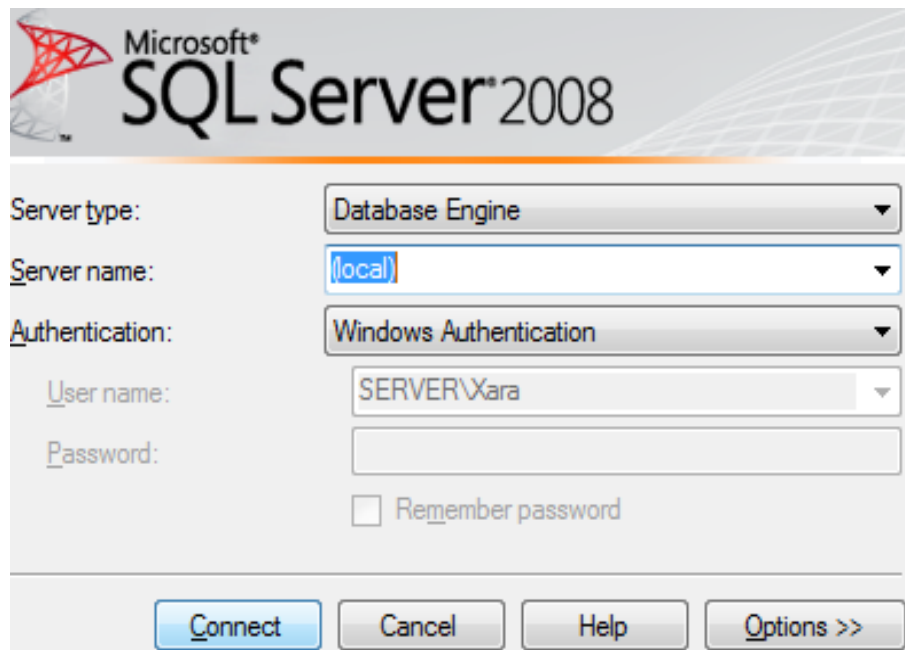 Microsoft®
SQL Server® 2008
™
Server type: Database Engine
Server name: (local)
Authentication: Windows Authentication
User name: SERVER\Xara
Password:
Remember password
Connect Cancel Help Options >>